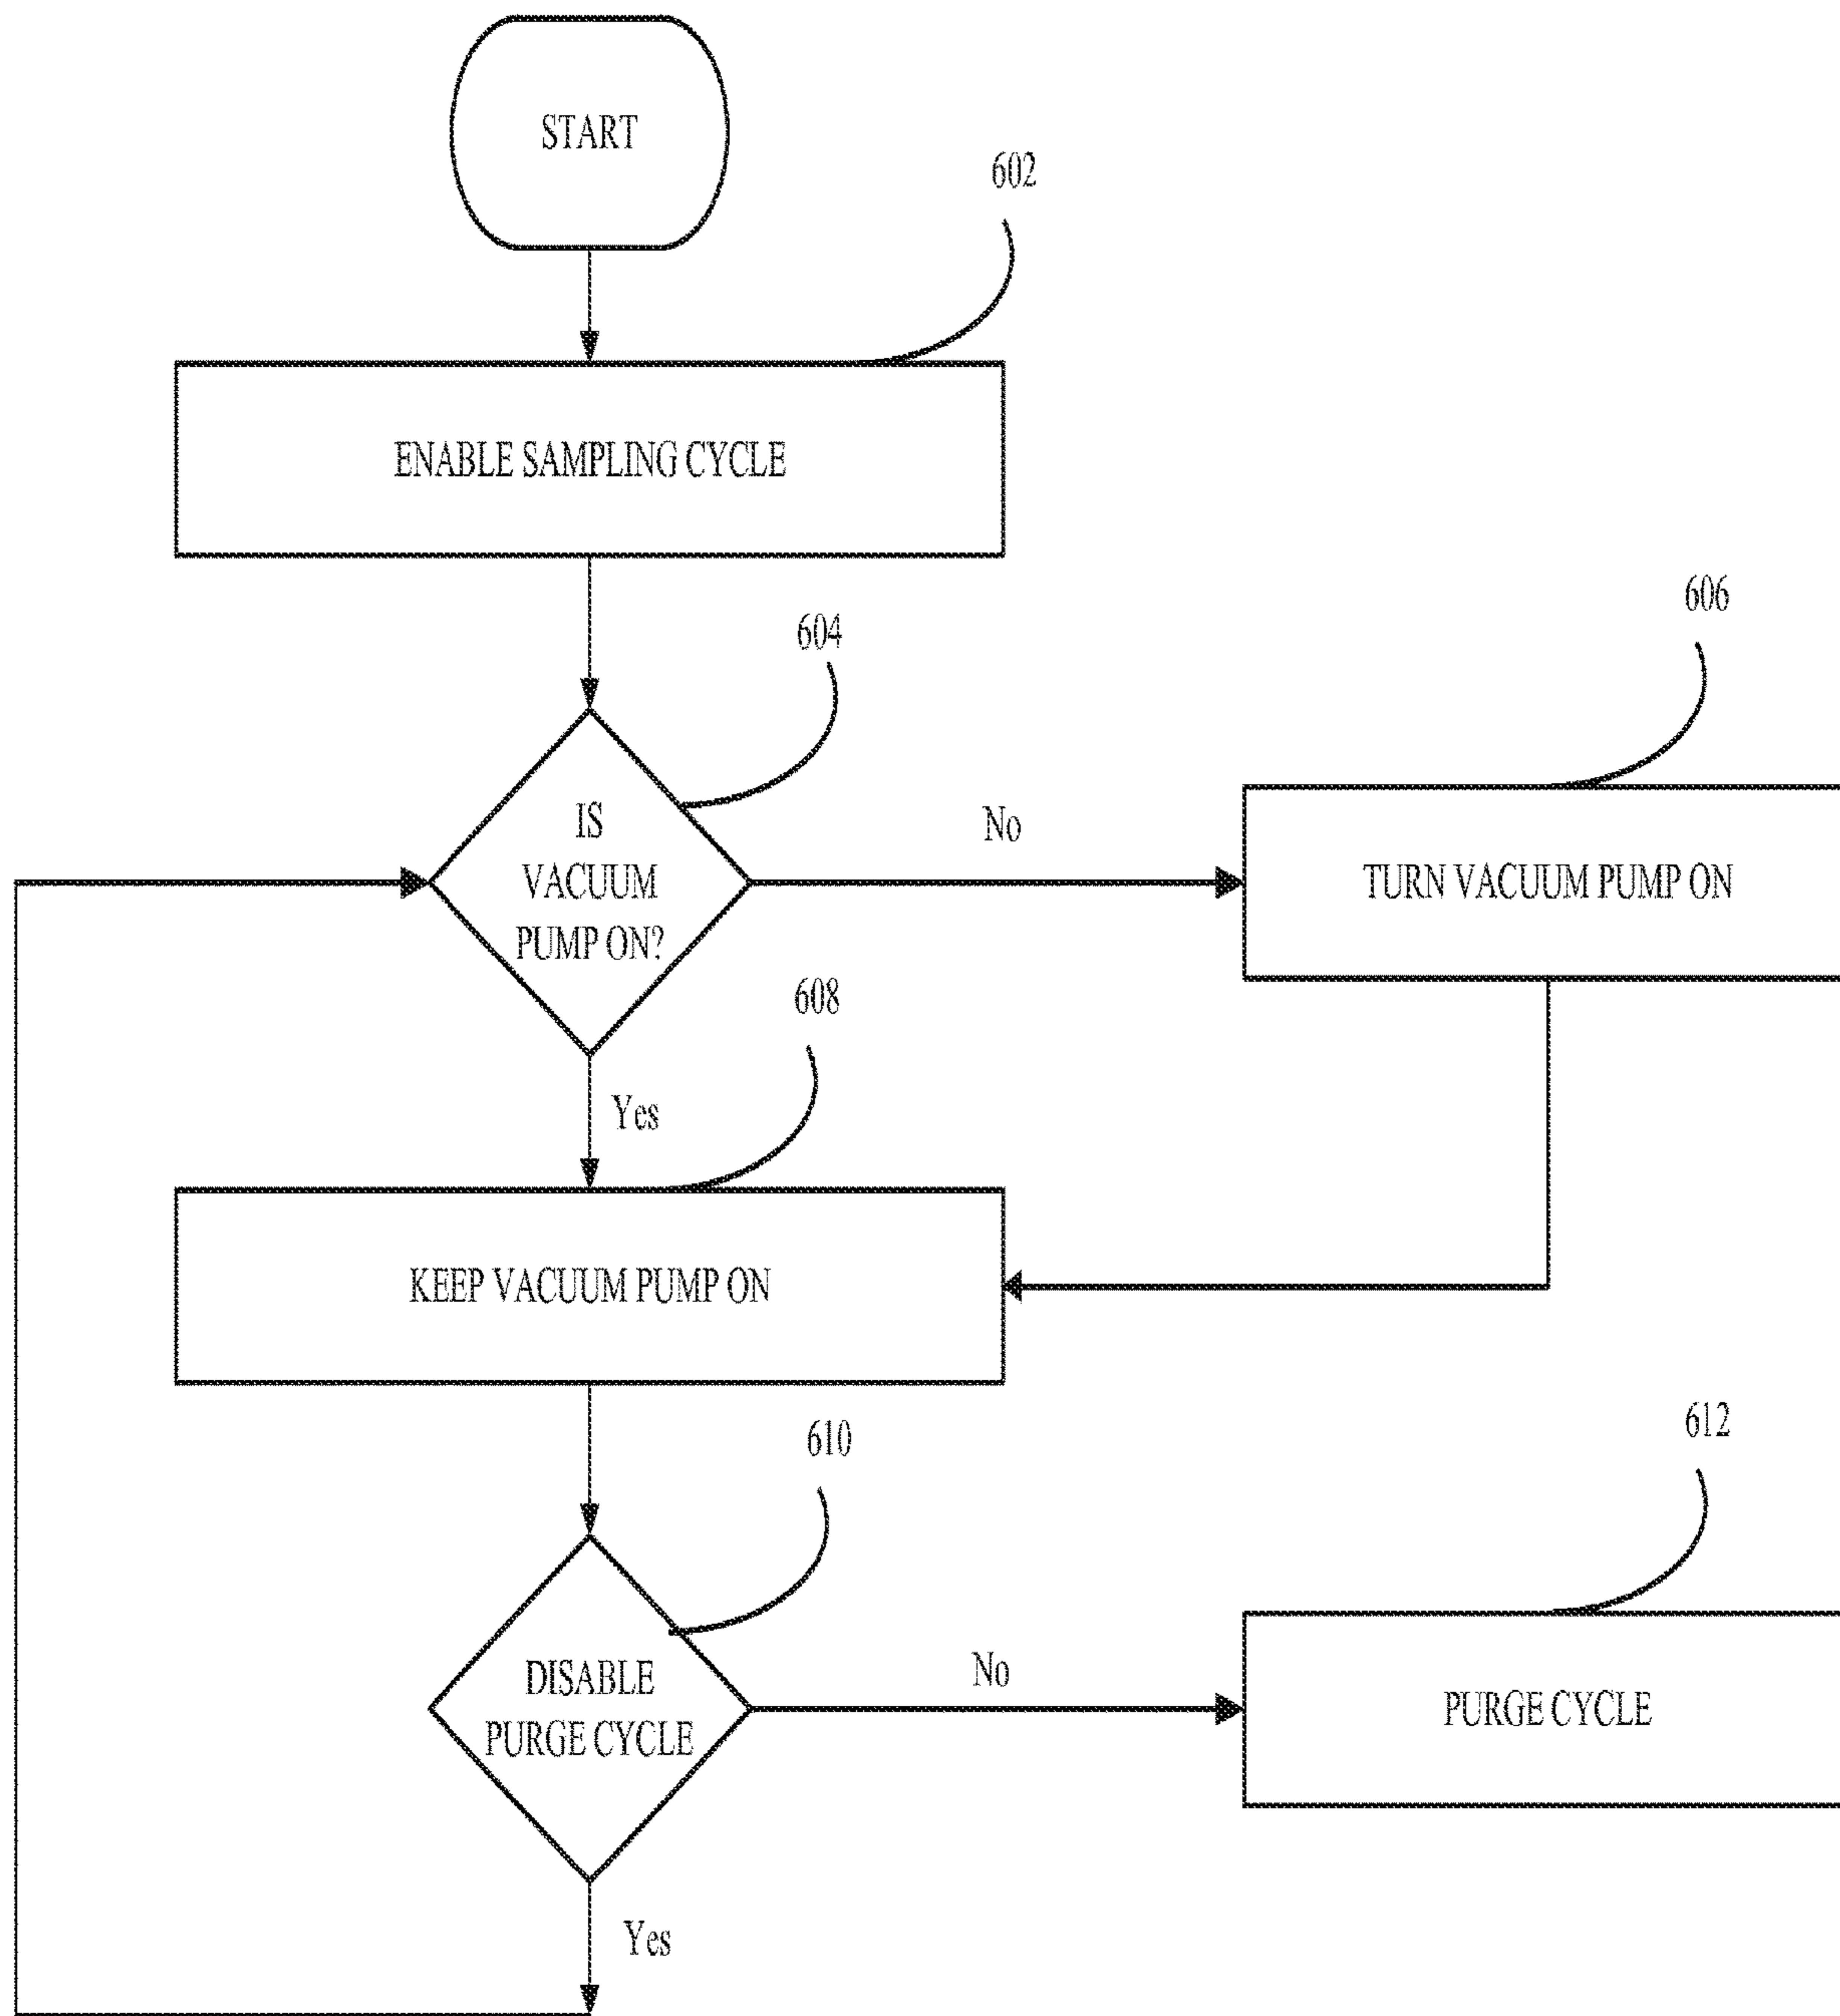 START
602
ENABLE SAMPLING CYCLE
604
606
IS
VACUUM
PUMP ON?
No
TURN VACUUM PUMP ON
608
Yes
KEEP VACUUM PUMP ON
610
612
DISABLE
PURGE CYCLE
No
PURGE CYCLE
Yes